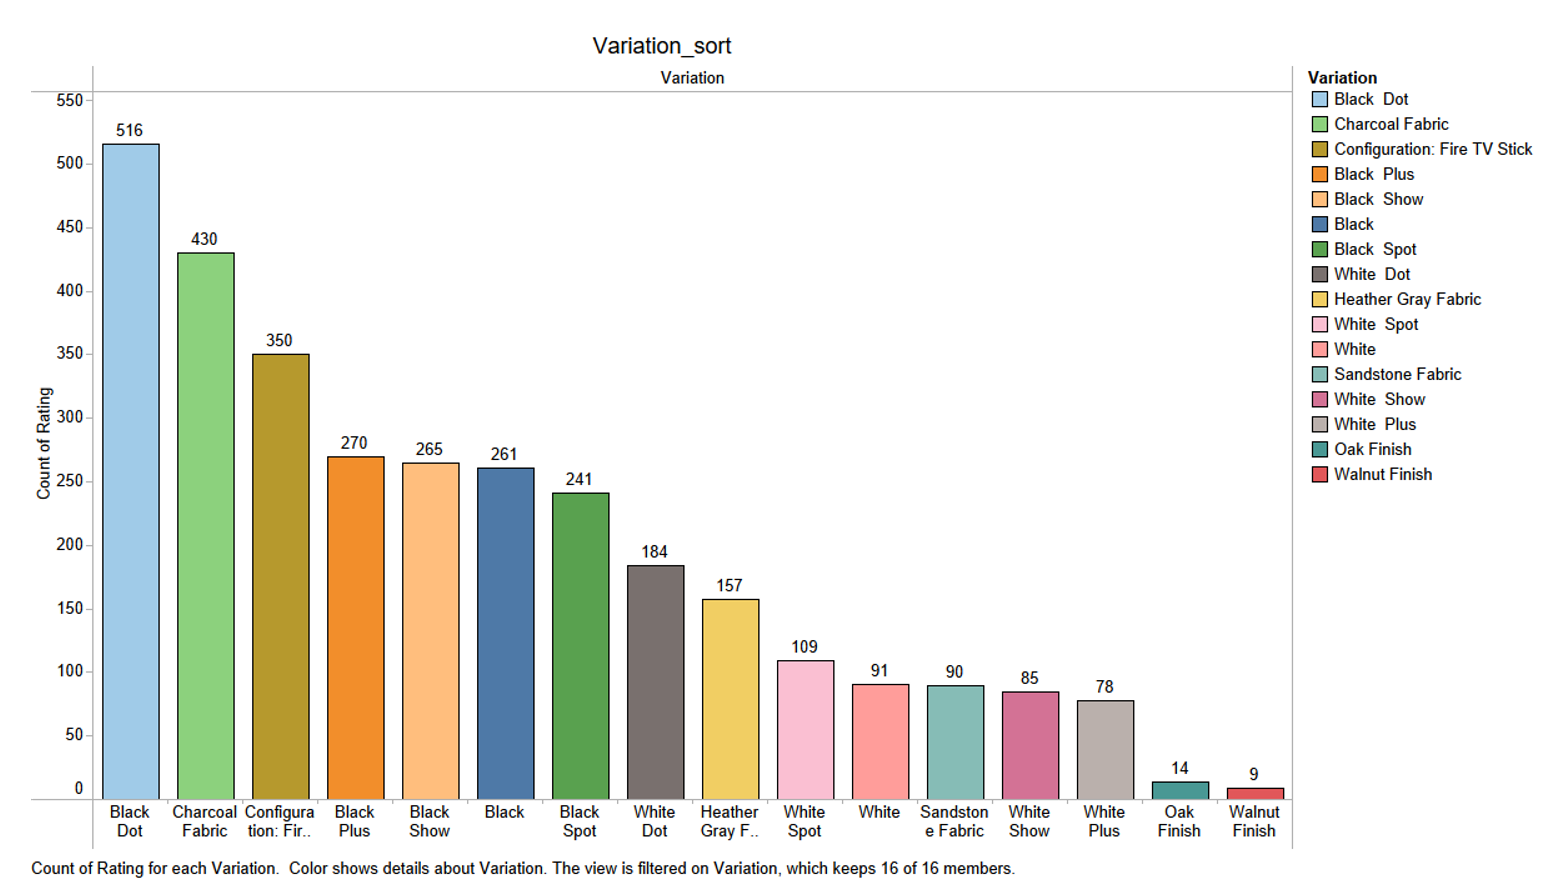 Variation_sort
Variation
550
500
450
400
350
300
250
200
150
100
50
0
Count of Rating
516
430
350
270
265
261
241
184
157
109
91
90
85
78
14
9
Black Dot
Charcoal Fabric
Configura
tion: Fir..
Black Plus
Black Show
Black
Black Spot
White Dot
Heather
Gray F..
White Spot
White
Sandston
e Fabric
White Show
White Plus
Oak Finish
Walnut Finish
Variation
Black  Dot
Charcoal Fabric
Configuration: Fire TV Stick
Black  Plus
Black  Show
Black
Black  Spot
White  Dot
Heather Gray Fabric
White  Spot
White
Sandstone Fabric
White  Show
White  Plus
Oak Finish
Walnut Finish
Count of Rating for each Variation.  Color shows details about Variation. The view is filtered on Variation, which keeps 16 of 16 members.